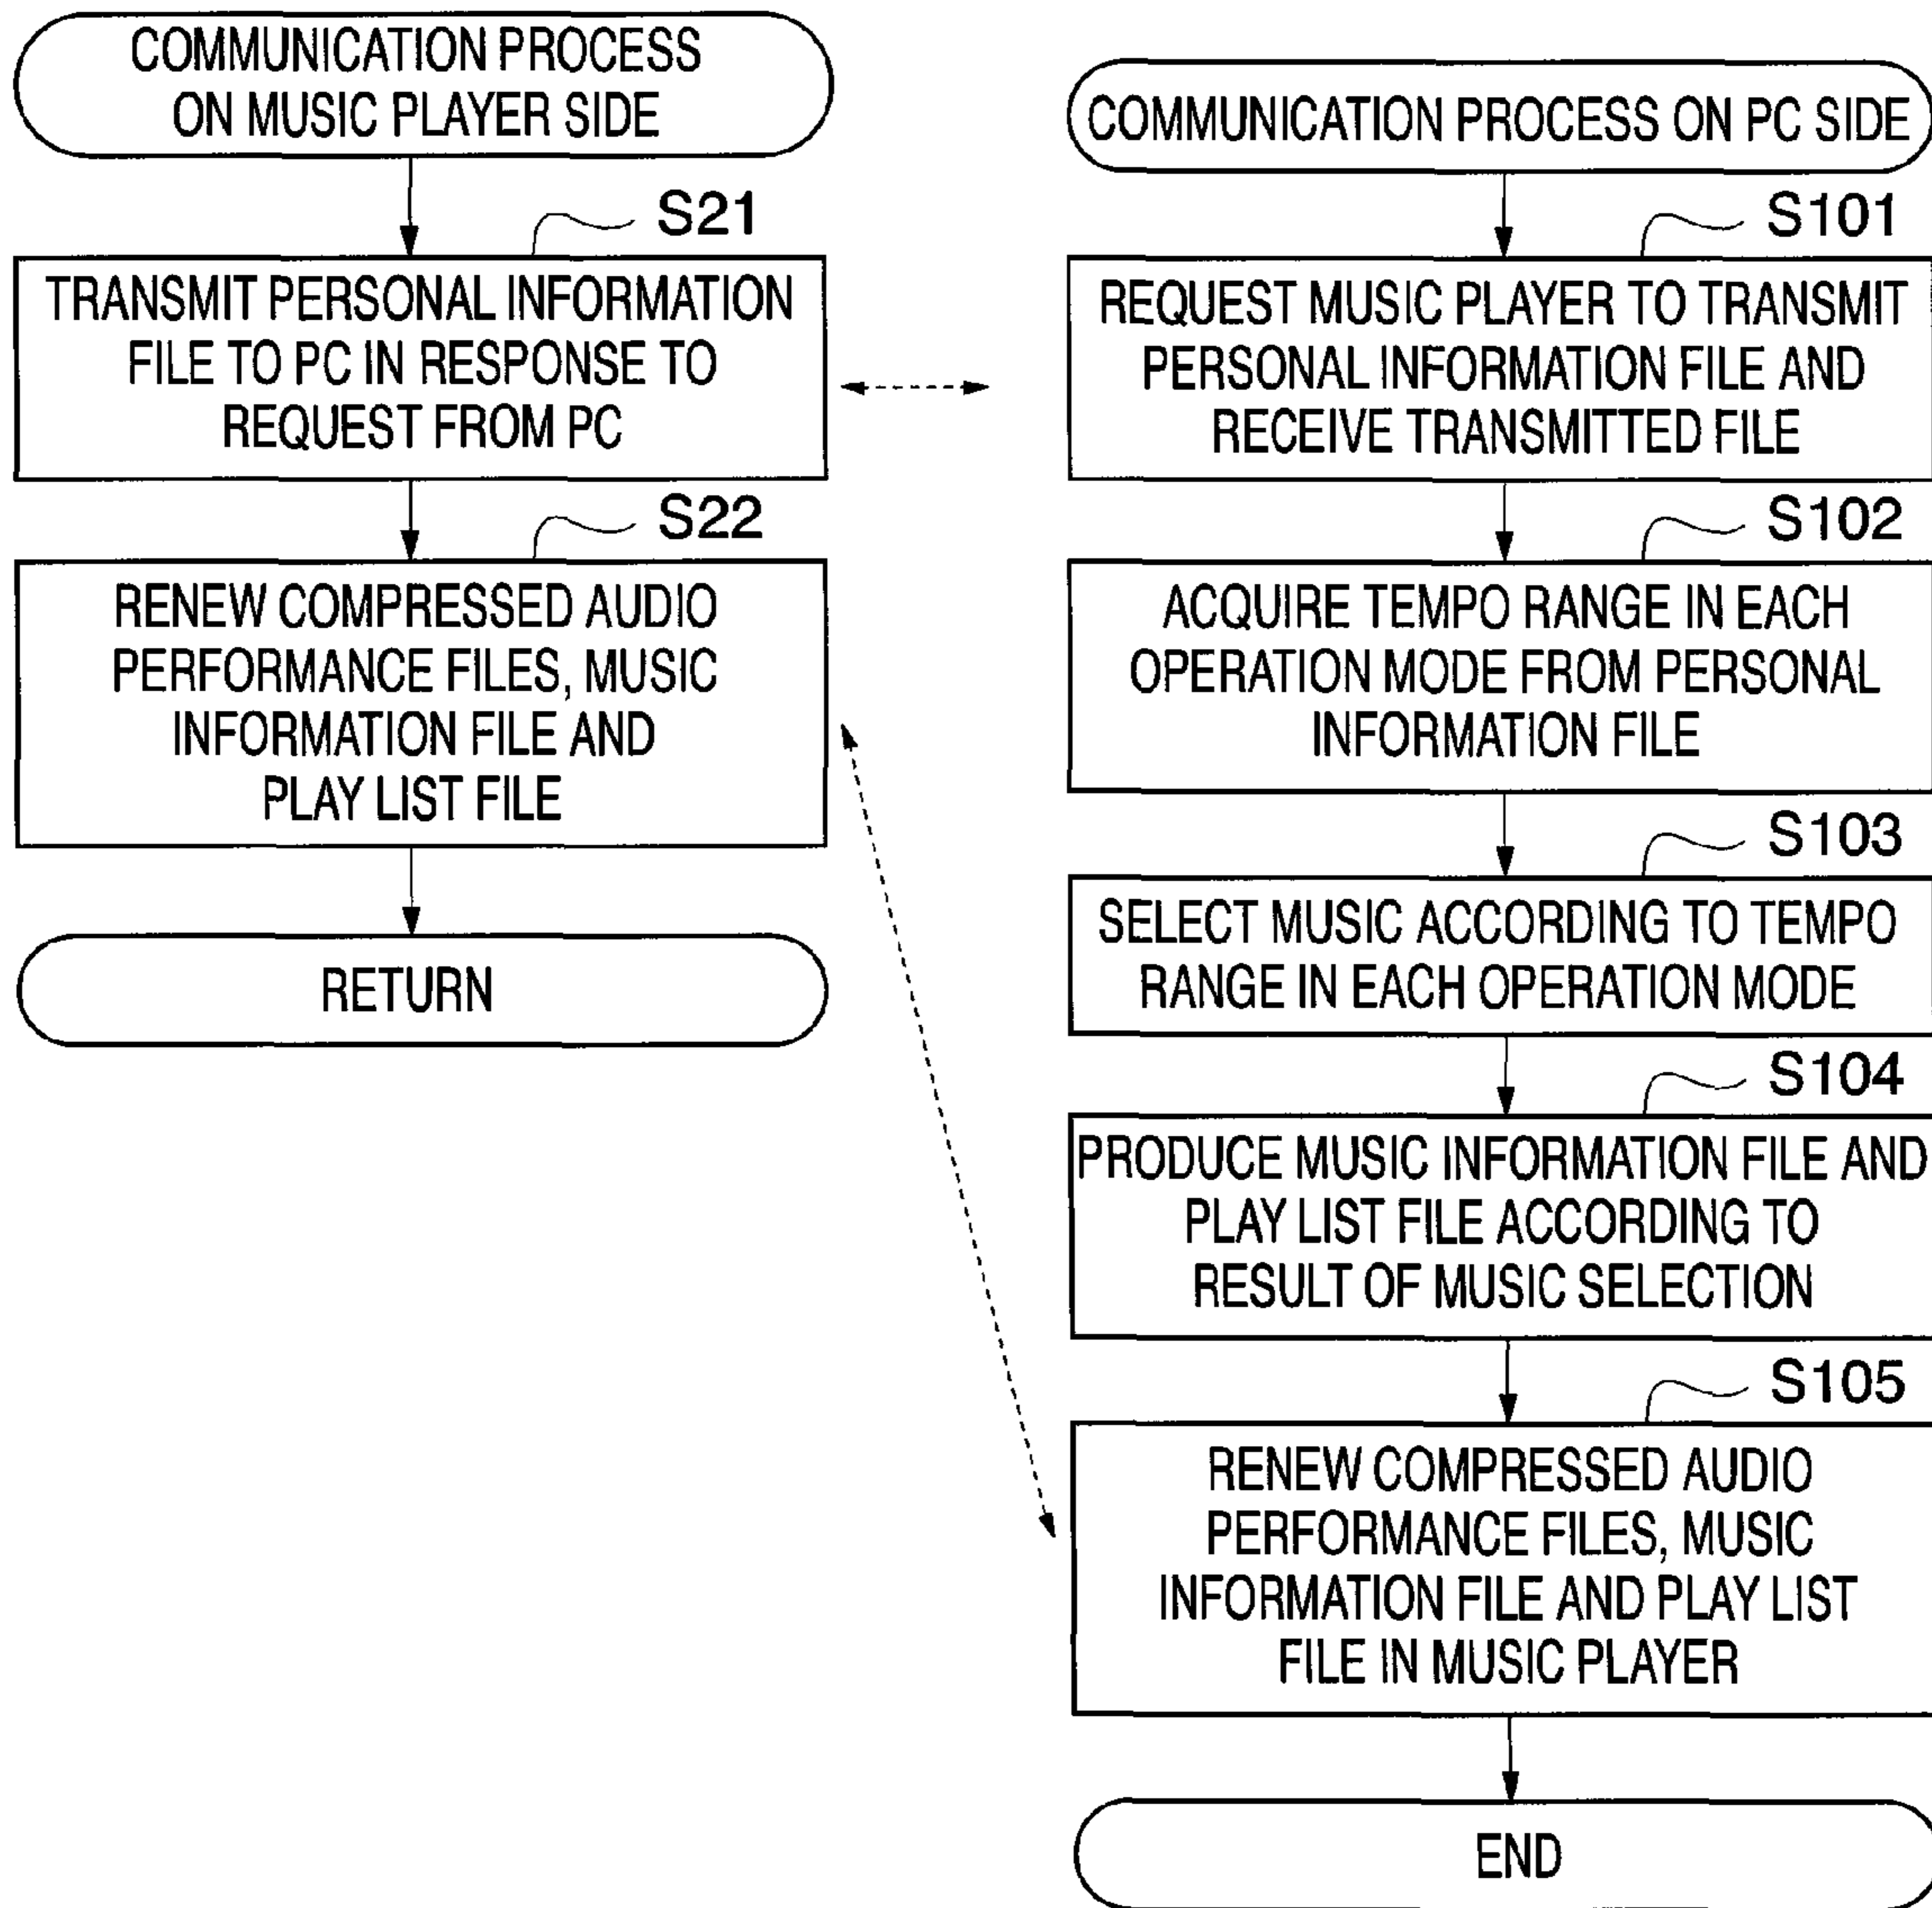 COMMUNICATION PROCESS
ON MUSIC PLAYER SIDE
S21
TRANSMIT PERSONAL INFORMATION
FILE TO PC IN RESPONSE TO
REQUEST FROM PC
S22
RENEW COMPRESSED AUDIO
PERFORMANCE FILES, MUSIC
INFORMATION FILE AND
PLAY LIST FILE
RETURN
COMMUNICATION PROCESS ON PC SIDE
S101
REQUEST MUSIC PLAYER TO TRANSMIT
PERSONAL INFORMATION FILE AND
RECEIVE TRANSMITTED FILE
S102
ACQUIRE TEMPO RANGE IN EACH
OPERATION MODE FROM PERSONAL
INFORMATION FILE
S103
SELECT MUSIC ACCORDING TO TEMPO
RANGE IN EACH OPERATION MODE
S104
PRODUCE MUSIC INFORMATION FILE AND
PLAY LIST FILE ACCORDING TO
RESULT OF MUSIC SELECTION
S105
RENEW COMPRESSED AUDIO
PERFORMANCE FILES, MUSIC
INFORMATION FILE AND PLAY LIST
FILE IN MUSIC PLAYER
END